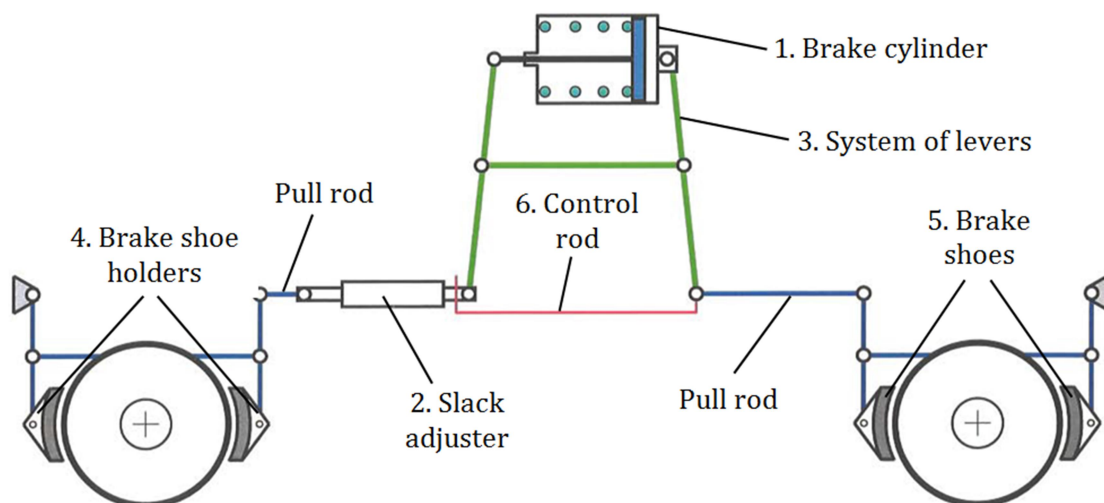 1. Brake cylinder
3. System of levers
Pull rod
6. Control
rod
4. Brake shoe
holders
5. Brake
shoes
2. Slack
adjuster
Pull rod